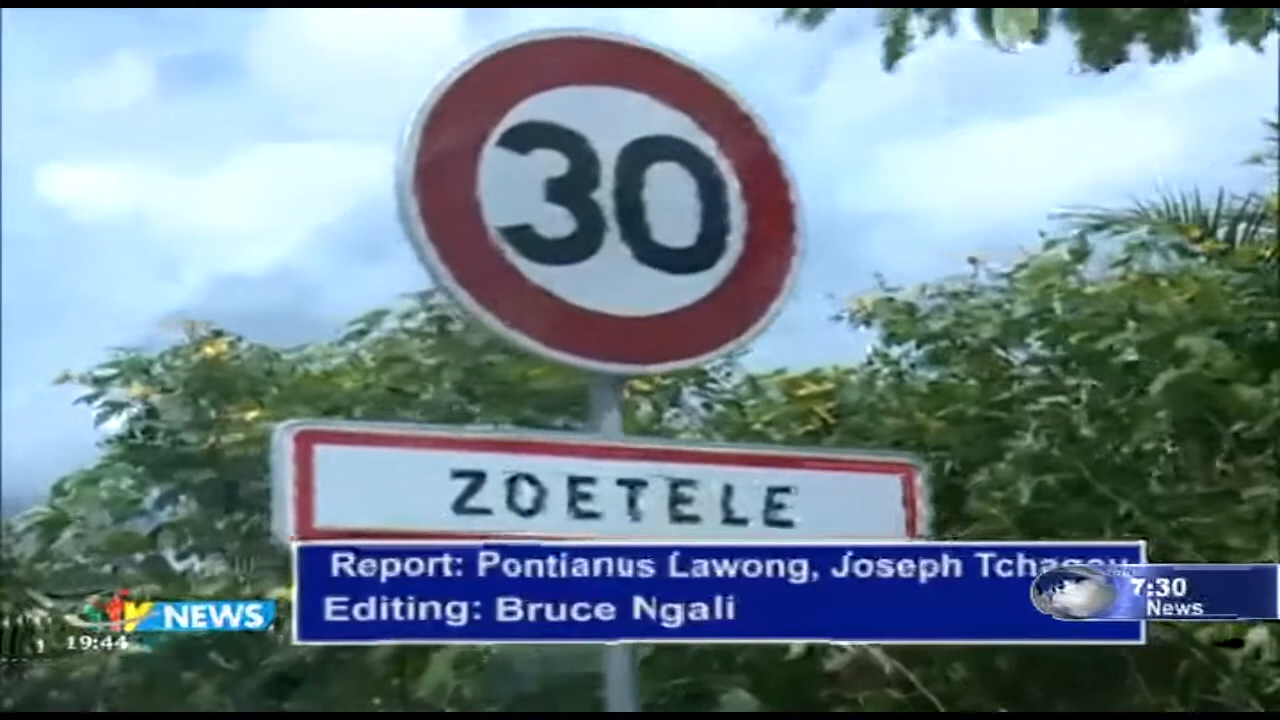 30
ZOETELE
Report: Pontianus Lawong, Joseph
Editing: Bruce Ngali
7:30
News
NEWS
19:44